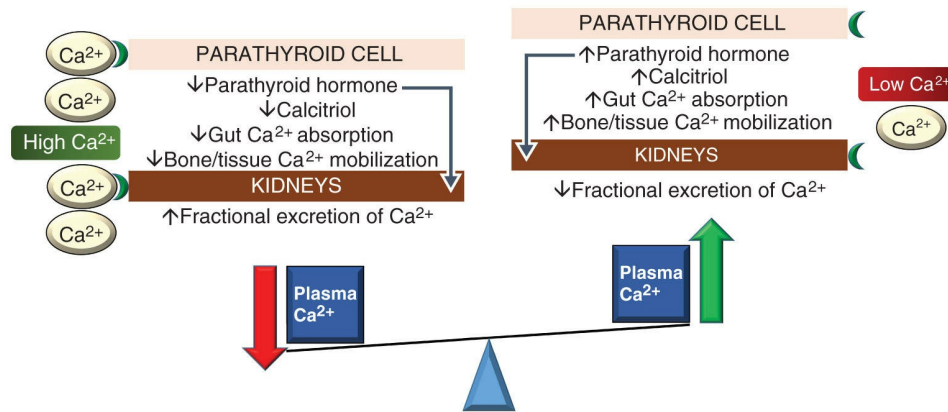 Ca²⁺
PARATHYROID CELL
↓Parathyroid hormone
Ca²⁺
↓Calcitriol
High Ca²⁺
↓Gut Ca²⁺ absorption
↓Bone/tissue Ca²⁺ mobilization
Ca²⁺
KIDNEYS
↑Fractional excretion of Ca²⁺
Ca²⁺
Plasma
Ca²⁺
PARATHYROID CELL
↑Parathyroid hormone
↑Calcitriol
Low Ca²⁺
↑Gut Ca²⁺ absorption
↑Bone/tissue Ca²⁺ mobilization
Ca²⁺
KIDNEYS
↓Fractional excretion of Ca²⁺
Plasma
Ca²⁺